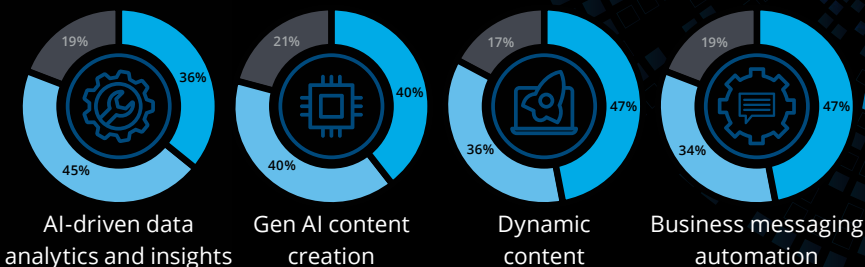 19%
36%
45%
AI-driven data
analytics and insights
21%
40%
40%
Gen AI content
creation
17%
47%
36%
Dynamic
content
19%
47%
34%
Business messaging
automation